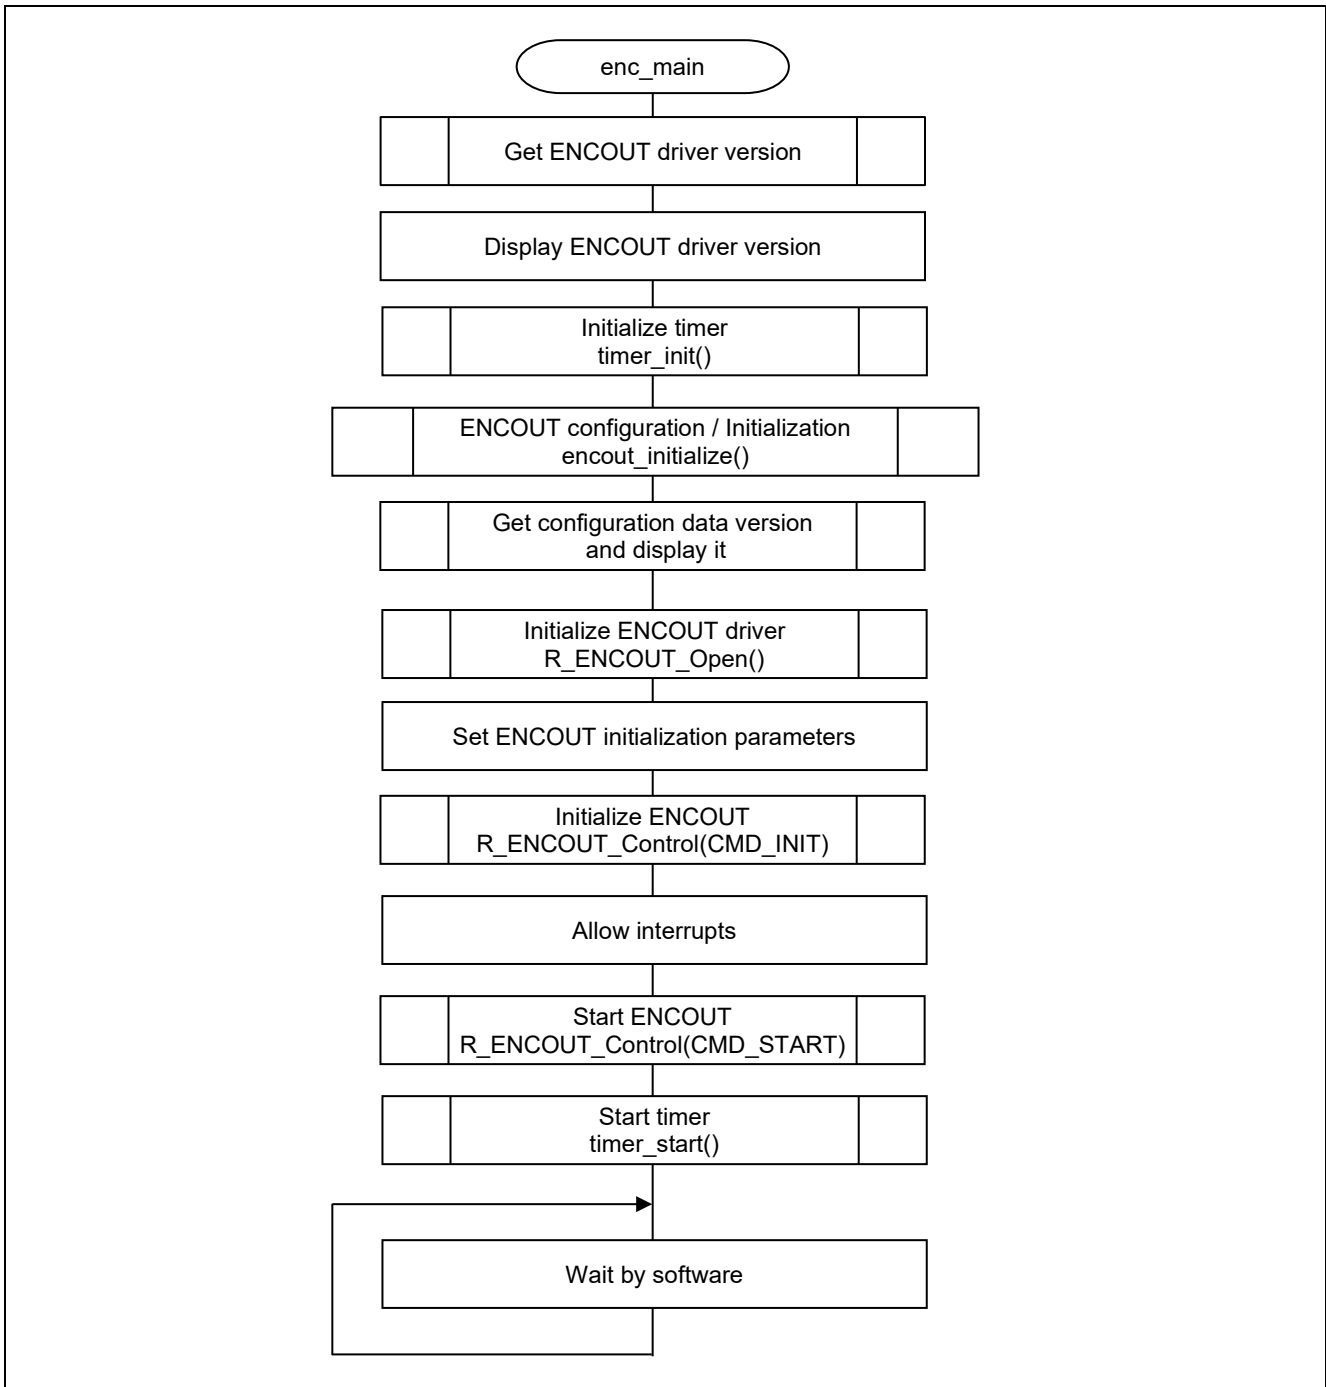 enc_main
Get ENCOUT driver version
Display ENCOUT driver version
Initialize timer
timer_init()
ENCOUT configuration / Initialization
encout_initialize()
Get configuration data version
and display it
Initialize ENCOUT driver
R_ENCOUT_Open()
Set ENCOUT initialization parameters
Initialize ENCOUT
R_ENCOUT_Control(CMD_INIT)
Allow interrupts
Start ENCOUT
R_ENCOUT_Control(CMD_START)
Start timer
timer_start()
Wait by software